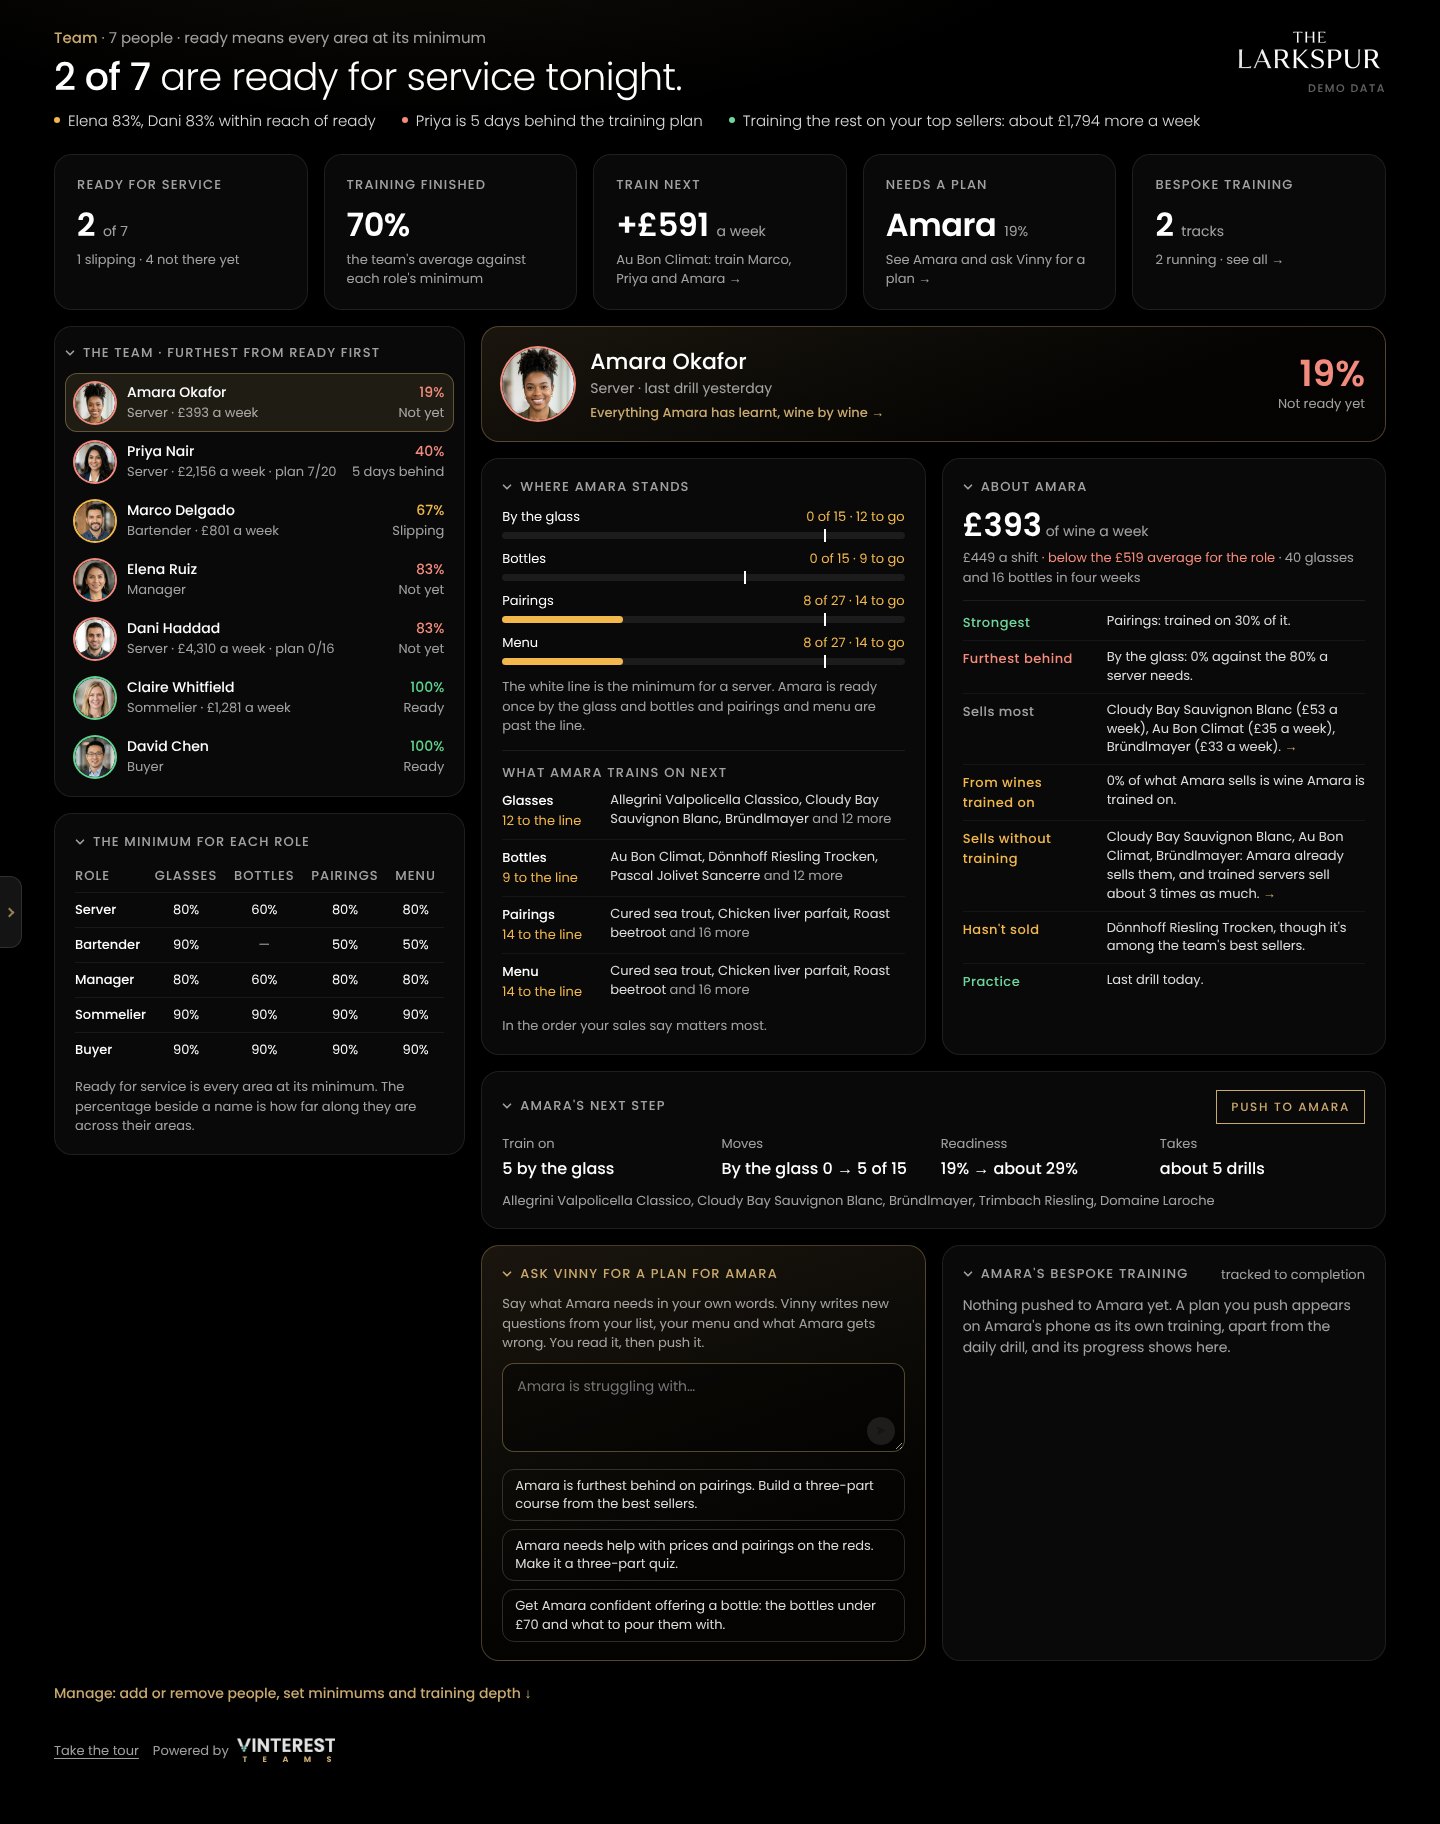 Team · 7 people · ready means every area at its minimum
2 of 7 are ready for service tonight.
THE
LARKSPUR
DEMO DATA
Elena 83%, Dani 83% within reach of ready
Priya is 5 days behind the training plan
Training the rest on your top sellers: about £1,794 more a week
READY FOR SERVICE
2 of 7
1 slipping · 4 not there yet
TRAINING FINISHED
70%
the team's average against
each role's minimum
TRAIN NEXT
+£591 a week
Au Bon Climat: train Marco,
Priya and Amara →
NEEDS A PLAN
Amara 19%
See Amara and ask Vinny for a
plan →
BESPOKE TRAINING
2 tracks
2 running · see all →
THE TEAM · FURTHEST FROM READY FIRST
Amara Okafor 19%
Server · £393 a week Not yet
Priya Nair 40%
Server · £2,156 a week · plan 7/20 5 days behind
Marco Delgado 67%
Bartender · £801 a week Slipping
Elena Ruiz 83%
Manager Not yet
Dani Haddad 83%
Server · £4,310 a week · plan 0/16 Not yet
Claire Whitfield 100%
Sommelier · £1,281 a week Ready
David Chen 100%
Buyer Ready
THE MINIMUM FOR EACH ROLE
ROLE GLASSES BOTTLES PAIRINGS MENU
Server 80% 60% 80% 80%
Bartender 90% — 50% 50%
Manager 80% 60% 80% 80%
Sommelier 90% 90% 90% 90%
Buyer 90% 90% 90% 90%
Ready for service is every area at its minimum. The
percentage beside a name is how far along they are
across their areas.
Amara Okafor
Server · last drill yesterday
Everything Amara has learnt, wine by wine →
19%
Not ready yet
WHERE AMARA STANDS
By the glass 0 of 15 · 12 to go
Bottles 0 of 15 · 9 to go
Pairings 8 of 27 · 14 to go
Menu 8 of 27 · 14 to go
The white line is the minimum for a server. Amara is ready
once by the glass and bottles and pairings and menu are
past the line.
WHAT AMARA TRAINS ON NEXT
Glasses Allegrini Valpolicella Classico, Cloudy Bay
12 to the line Sauvignon Blanc, Bründlmayer and 12 more
Bottles Au Bon Climat, Dönnhoff Riesling Trocken,
9 to the line Pascal Jolivet Sancerre and 12 more
Pairings Cured sea trout, Chicken liver parfait, Roast
14 to the line beetroot and 16 more
Menu Cured sea trout, Chicken liver parfait, Roast
14 to the line beetroot and 16 more
In the order your sales say matters most.
ABOUT AMARA
£393 of wine a week
£449 a shift · below the £519 average for the role · 40 glasses
and 16 bottles in four weeks
Strongest Pairings: trained on 30% of it.
Furthest behind By the glass: 0% against the 80% a
server needs.
Sells most Cloudy Bay Sauvignon Blanc (£53 a
week), Au Bon Climat (£35 a week),
Bründlmayer (£33 a week). →
From wines 0% of what Amara sells is wine Amara is
trained on trained on.
Sells without Cloudy Bay Sauvignon Blanc, Au Bon
training Climat, Bründlmayer: Amara already
sells them, and trained servers sell
about 3 times as much. →
Hasn't sold Dönnhoff Riesling Trocken, though it's
among the team's best sellers.
Practice Last drill today.
AMARA'S NEXT STEP
PUSH TO AMARA
Train on Moves Readiness Takes
5 by the glass By the glass 0 → 5 of 15 19% → about 29% about 5 drills
Allegrini Valpolicella Classico, Cloudy Bay Sauvignon Blanc, Bründlmayer, Trimbach Riesling, Domaine Laroche
ASK VINNY FOR A PLAN FOR AMARA
Say what Amara needs in your own words. Vinny writes new
questions from your list, your menu and what Amara gets
wrong. You read it, then push it.
Amara is struggling with…
Amara is furthest behind on pairings. Build a three-part
course from the best sellers.
Amara needs help with prices and pairings on the reds.
Make it a three-part quiz.
Get Amara confident offering a bottle: the bottles under
£70 and what to pour them with.
AMARA'S BESPOKE TRAINING tracked to completion
Nothing pushed to Amara yet. A plan you push appears
on Amara's phone as its own training, apart from the
daily drill, and its progress shows here.
Manage: add or remove people, set minimums and training depth ↓
Take the tour Powered by VINTEREST
TEAMS